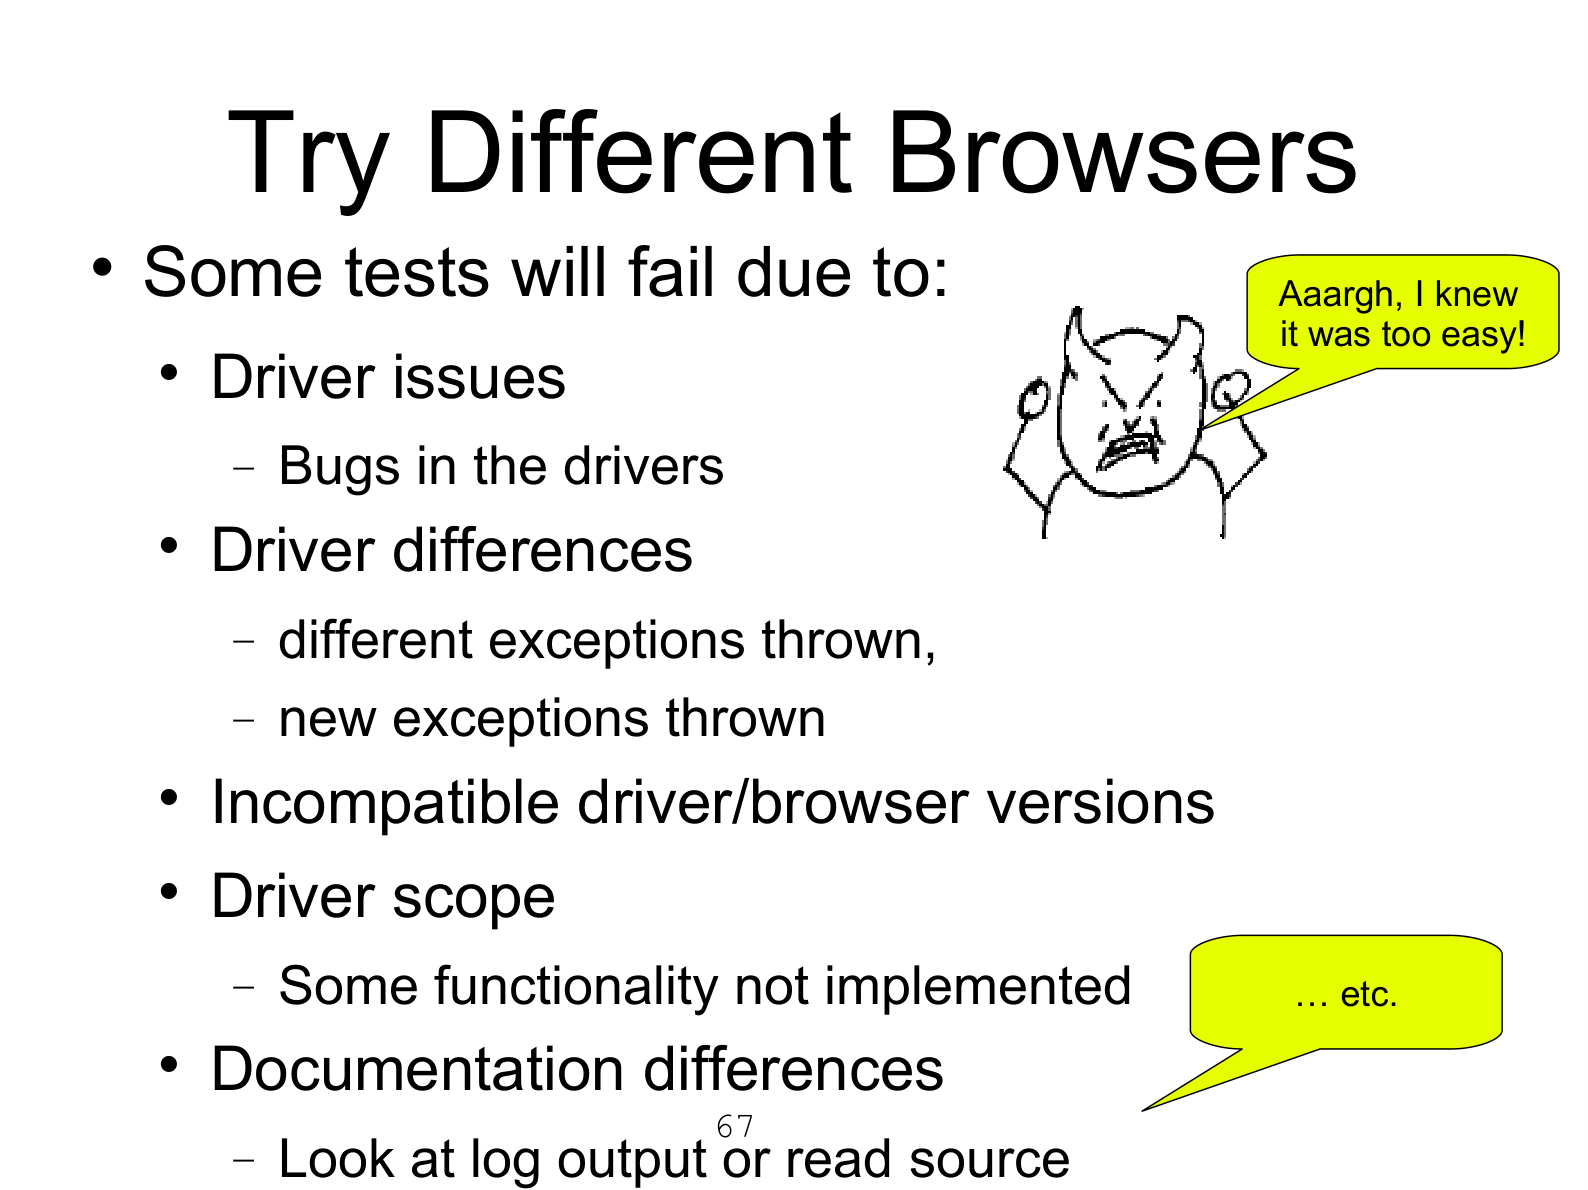 Try Different Browsers
• Some tests will fail due to:
Aaargh, I knew
it was too easy!
• Driver issues
– Bugs in the drivers
• Driver differences
– different exceptions thrown,
– new exceptions thrown
• Incompatible driver/browser versions
• Driver scope
– Some functionality not implemented
… etc.
• Documentation differences
67
– Look at log output or read source